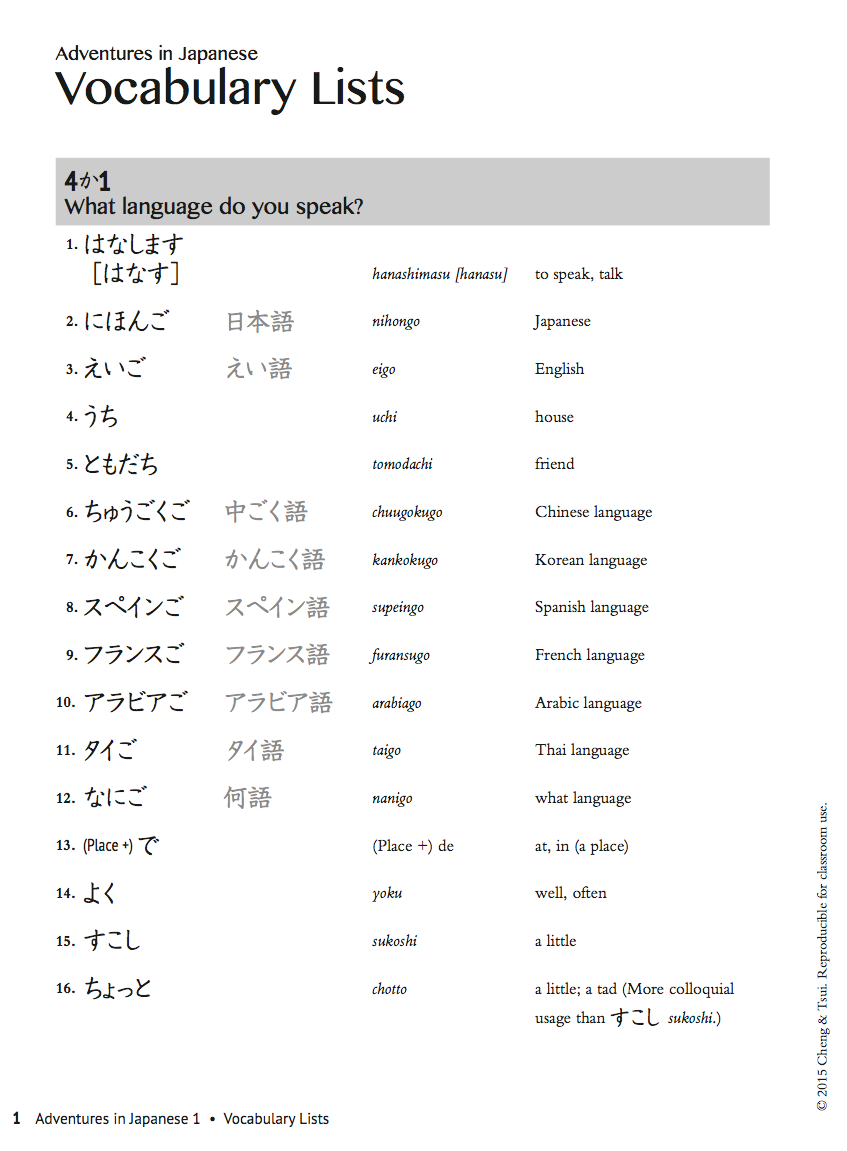 Adventures in Japanese
Vocabulary Lists
4か1
What language do you speak?
1. はなします
[はなす] hanashimasu [hanasu] to speak, talk
2. にほんご 日本語 nihongo Japanese
3. えいご えい語 eigo English
4. うち uchi house
5. ともだち tomodachi friend
6. ちゅうごくご 中ごく語 chuugokugo Chinese language
7. かんこくご かんこく語 kankokugo Korean language
8. スペインご スペイン語 supeingo Spanish language
9. フランスご フランス語 furansugo French language
10. アラビアご アラビア語 arabiago Arabic language
11. タイご タイ語 taigo Thai language
12. なにご 何語 nanigo what language
13. (Place +) で (Place +) de at, in (a place)
14. よく yoku well, often
15. すこし sukoshi a little
16. ちょっと chotto a little; a tad (More colloquial
usage than すこし sukoshi.)
© 2015 Cheng & Tsui. Reproducible for classroom use.
1 Adventures in Japanese 1 • Vocabulary Lists